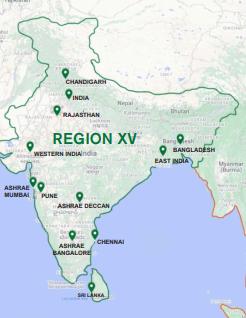 CHANDIGARH
INDIA
Nepal
RAJASTHAN
Bhutan
REGION XV
Bangladesh
BANGLADESH
WESTERN INDIA
India
EAST INDIA
Myanmar
(Burma)
ASHRAE
MUMBAI
PUNE
ASHRAE DECCAN
ASHRAE
BANGALORE
CHENNAI
SRI LANKA